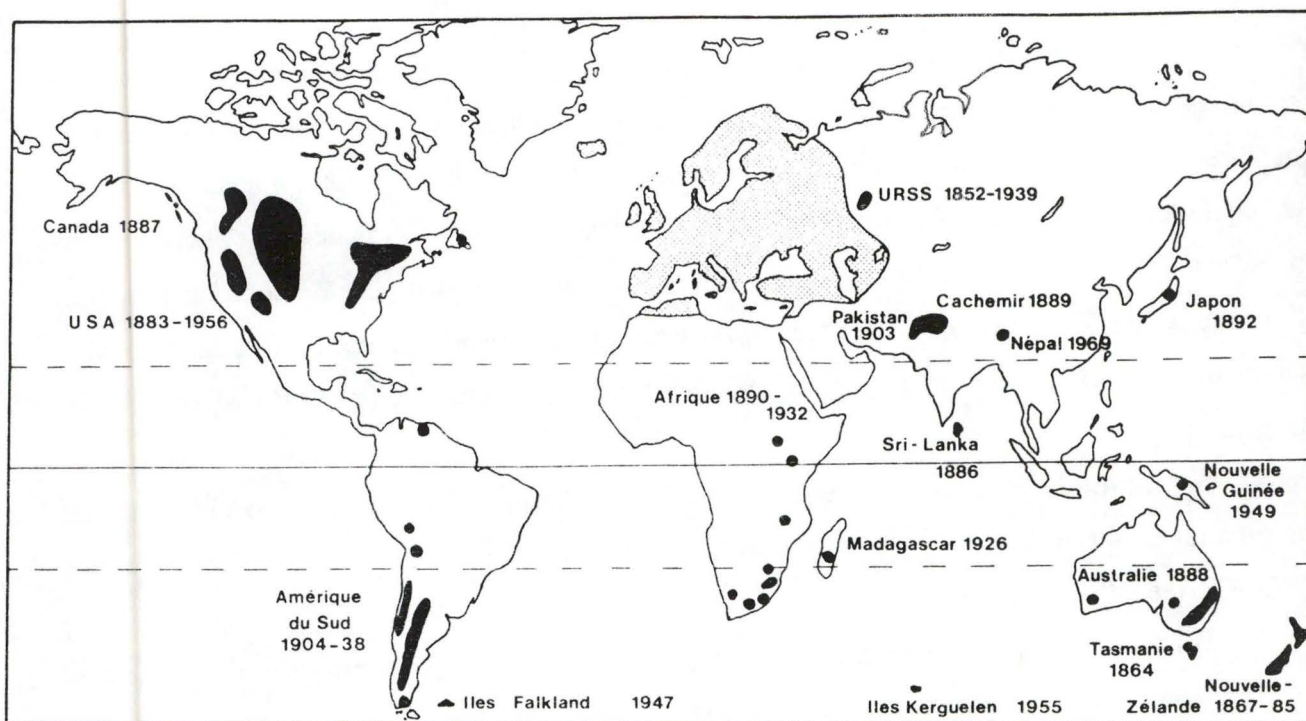 Canada 1887
USA 1883-1956
URSS 1852-1939
Cachemir 1889
Pakistan
1903
Népal 1969
Japon
1892
Afrique 1890-
1932
Sri-Lanka
1886
Nouvelle
Guinée
1949
Madagascar 1926
Australie 1888
Amérique
du Sud
1904-38
Tasmanie
1864
Iles Falkland 1947
Iles Kerguelen 1955
Nouvelle-
Zélande 1867-85